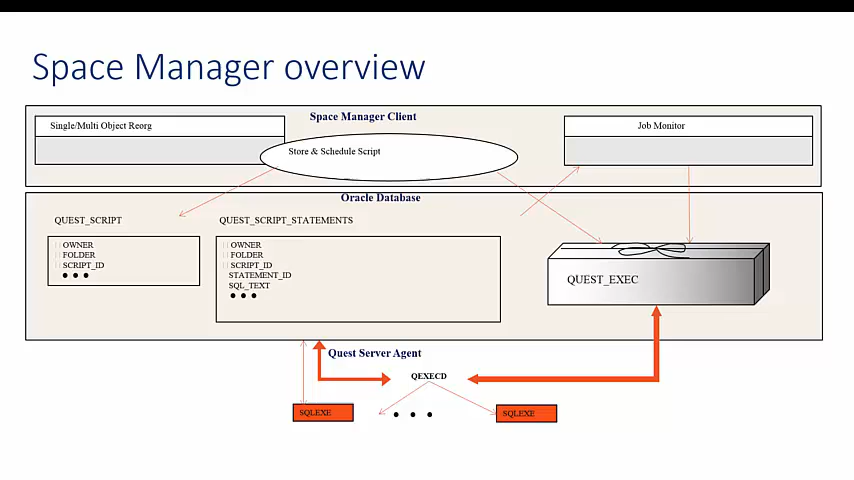 Space Manager overview
Space Manager Client
Single/Multi Object Reorg
Job Monitor
Store & Schedule Script
Oracle Database
QUEST_SCRIPT
QUEST_SCRIPT_STATEMENTS
OWNER
FOLDER
SCRIPT_ID
• • •
OWNER
FOLDER
SCRIPT_ID
STATEMENT_ID
SQL_TEXT
• • •
QUEST_EXEC
Quest Server Agent
QEXECD
SQLEXE
• • •
SQLEXE